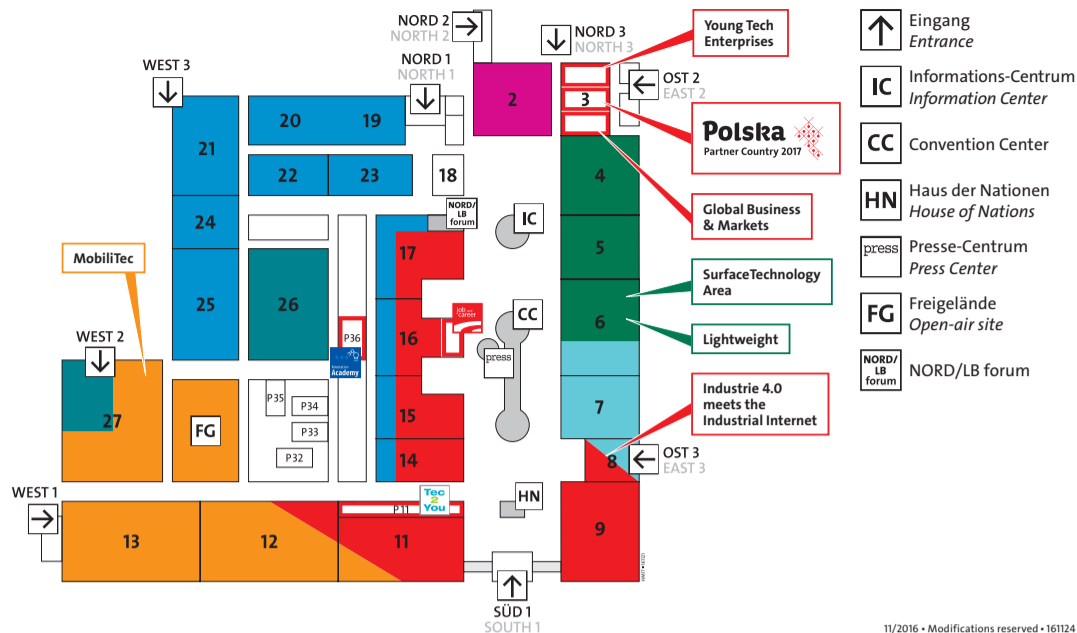 NORD 2
NORTH 2
NORD 3
NORTH 3
Young Tech
Enterprises
NORD 1
NORTH 1
WEST 3
OST 2
EAST 2
2
3
Polska
Partner Country 2017
20
19
21
22
23
18
4
NORD/
LB
forum
IC
Global Business
& Markets
24
17
5
MobiliTec
SurfaceTechnology
Area
25
26
job and
career
CC
6
P36
16
Lightweight
WEST 2
press
Academy
Industrie 4.0
meets the
Industrial Internet
P35
P34
7
27
FG
15
P33
P32
14
8
OST 3
EAST 3
WEST 1
Tec
2
You
HN
P11
13
12
11
9
SÜD 1
SOUTH 1
Eingang
Entrance
IC
Informations-Centrum
Information Center
CC
Convention Center
HN
Haus der Nationen
House of Nations
press
Presse-Centrum
Press Center
FG
Freigelände
Open-air site
NORD/
LB
forum
NORD/LB forum
11/2016 • Modifications reserved • 161124